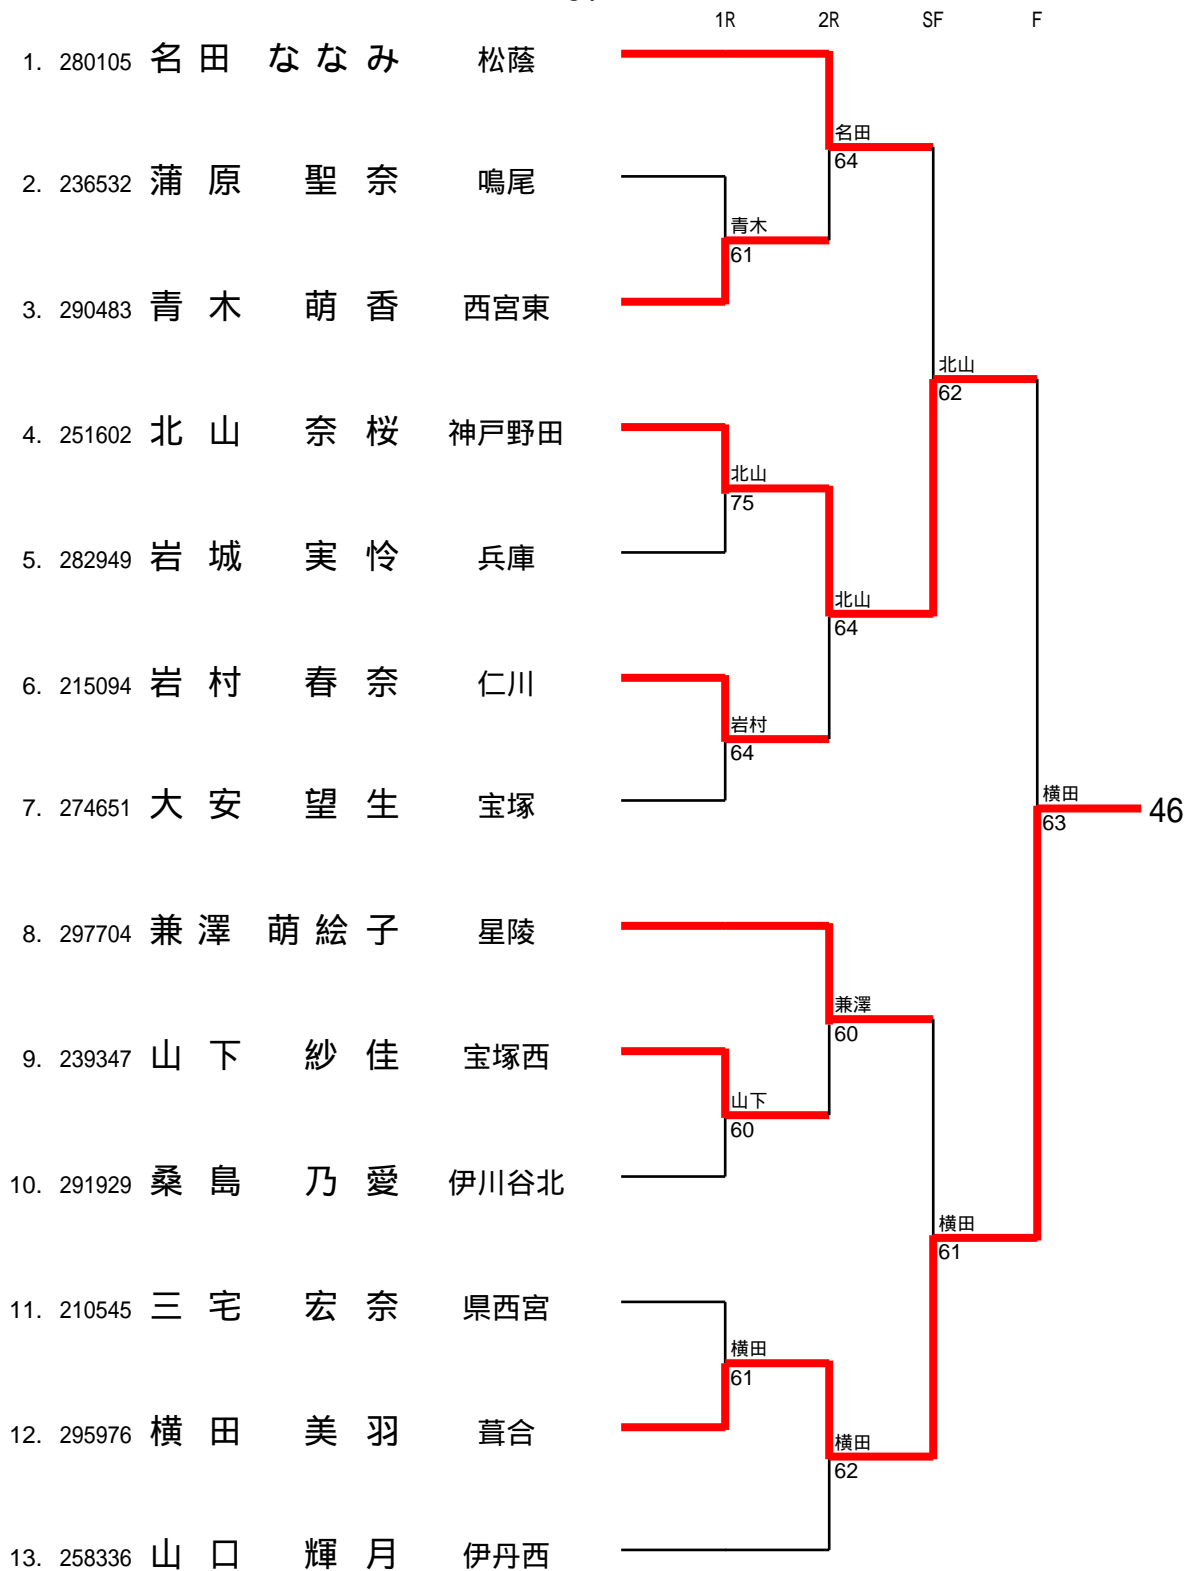 1R 2R SF F
1. 280105 名田 ななみ 松蔭
名田
64
2. 236532 蒲原 聖奈 鳴尾
青木
61
3. 290483 青木 萌香 西宮東
北山
62
4. 251602 北山 奈桜 神戸野田
北山
75
5. 282949 岩城 実怜 兵庫
北山
64
6. 215094 岩村 春奈 仁川
岩村
64
7. 274651 大安 望生 宝塚
横田
63
46
8. 297704 兼澤 萌絵子 星陵
兼澤
60
9. 239347 山下 紗佳 宝塚西
山下
60
10. 291929 桑島 乃愛 伊川谷北
横田
61
11. 210545 三宅 宏奈 県西宮
横田
61
12. 295976 横田 美羽 葺合
横田
62
13. 258336 山口 輝月 伊丹西